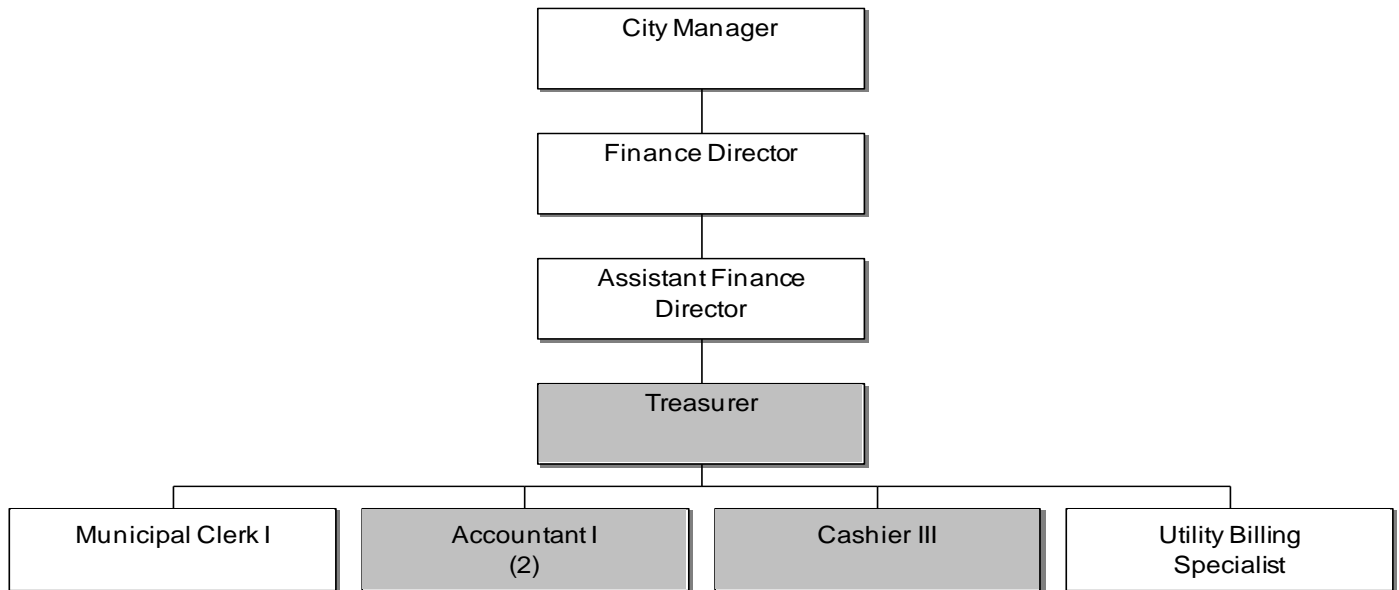 City Manager
Finance Director
Assistant Finance
Director
Treasurer
Municipal Clerk I
Accountant I
(2)
Cashier III
Utility Billing
Specialist